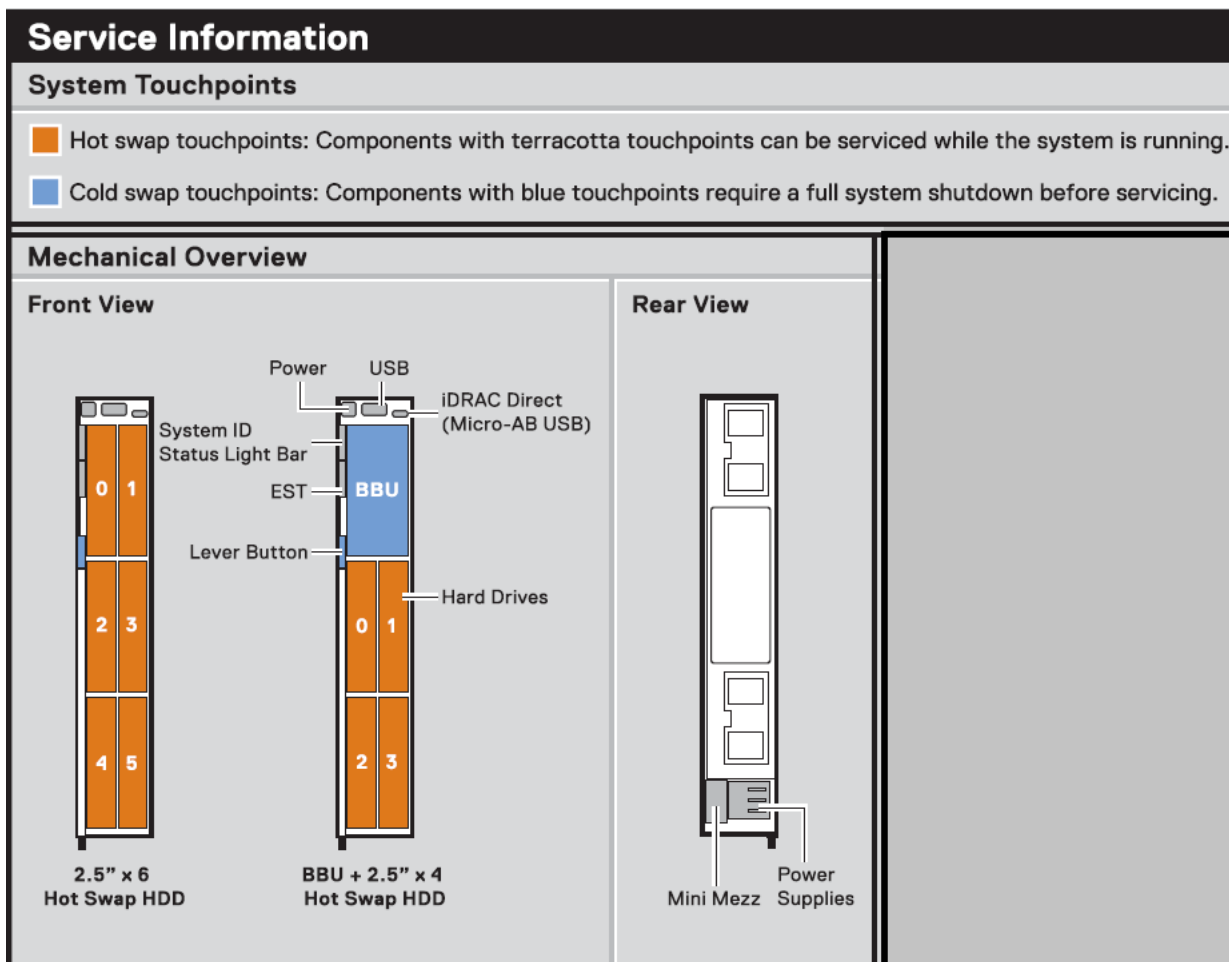 Service Information
System Touchpoints
Hot swap touchpoints: Components with terracotta touchpoints can be serviced while the system is running.
Cold swap touchpoints: Components with blue touchpoints require a full system shutdown before servicing.
Mechanical Overview
Front View
0 1
2 3
4 5
2.5” x 6
Hot Swap HDD
Power
USB
iDRAC Direct
(Micro-AB USB)
System ID
Status Light Bar
EST
BBU
Lever Button
Hard Drives
0 1
2 3
BBU + 2.5” x 4
Hot Swap HDD
Rear View
Mini Mezz
Power
Supplies